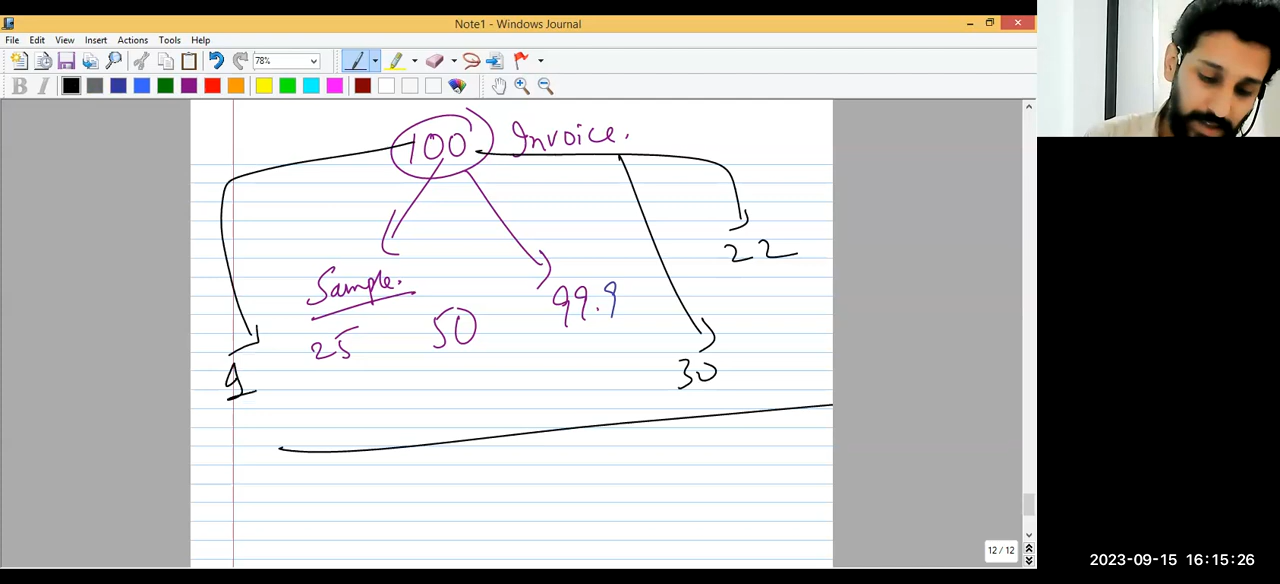 Note1 - Windows Journal
File Edit View Insert Actions Tools Help
78%
B I
100 Invoice.
22
Sample.
99.9
25 50
30
1
12 / 12
2023-09-15 16:15:26